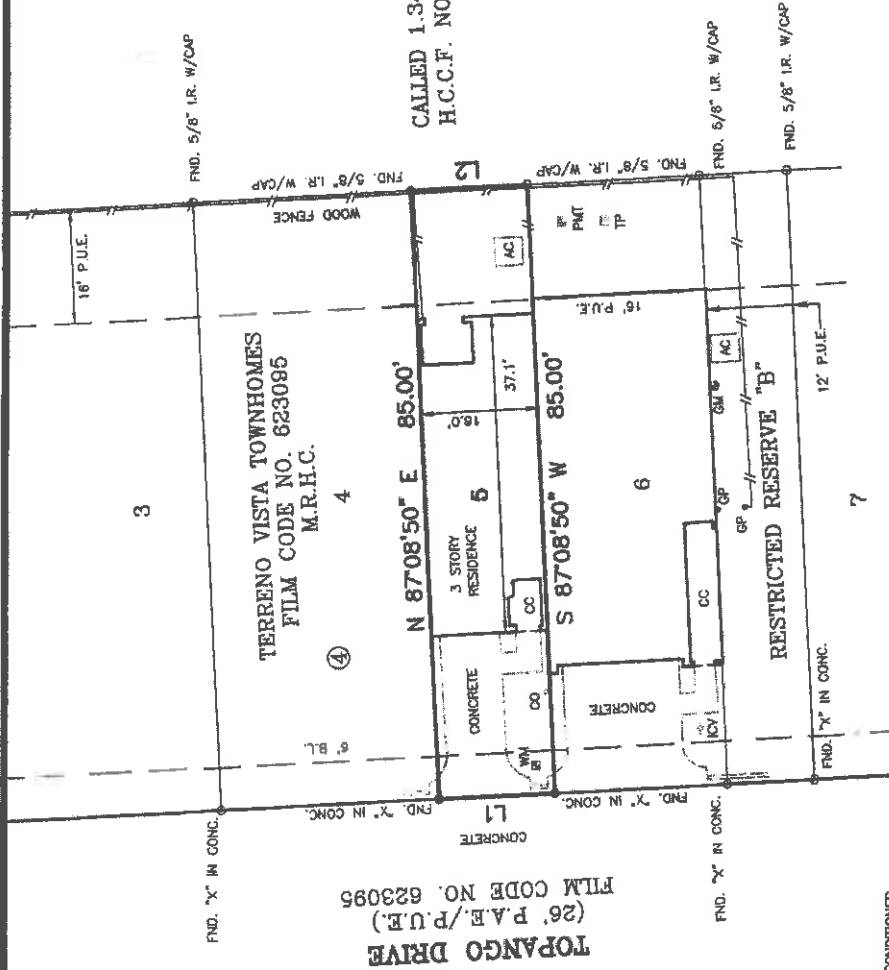 FND. 5/8" I.R. W/CAP
CALLED 1.3
H.C.C.F. NO
16' P.U.E.
WOOD FENCE
FND. 5/8" I.R. W/CAP
L2
FND. 5/8" I.R. W/CAP
FND. 5/8" I.R. W/CAP
FND. 5/8" I.R. W/CAP
3
TERRENO VISTA TOWNHOMES
FILM CODE NO. 623095
M.R.H.C.
4
4
N 87°08'50" E 85.00'
AC
PMT
TP
16' P.U.E.
18.0'
37.1'
5
3 STORY
RESIDENCE
CC
S 87°08'50" W 85.00'
6
AC
GM
GP
GP
12' P.U.E.
RESTRICTED RESERVE "B"
7
CC
CONCRETE
CO
WM
CONCRETE
ICV
6' B.L.
FND. "X" IN CONC.
FND. "X" IN CONC.
L1
CONCRETE
FND. "X" IN CONC.
FND. "X" IN CONC.
FND. "X" IN CONC.
TOPANGO DRIVE
(26' P.A.E./P.U.E.)
FILM CODE NO. 623095